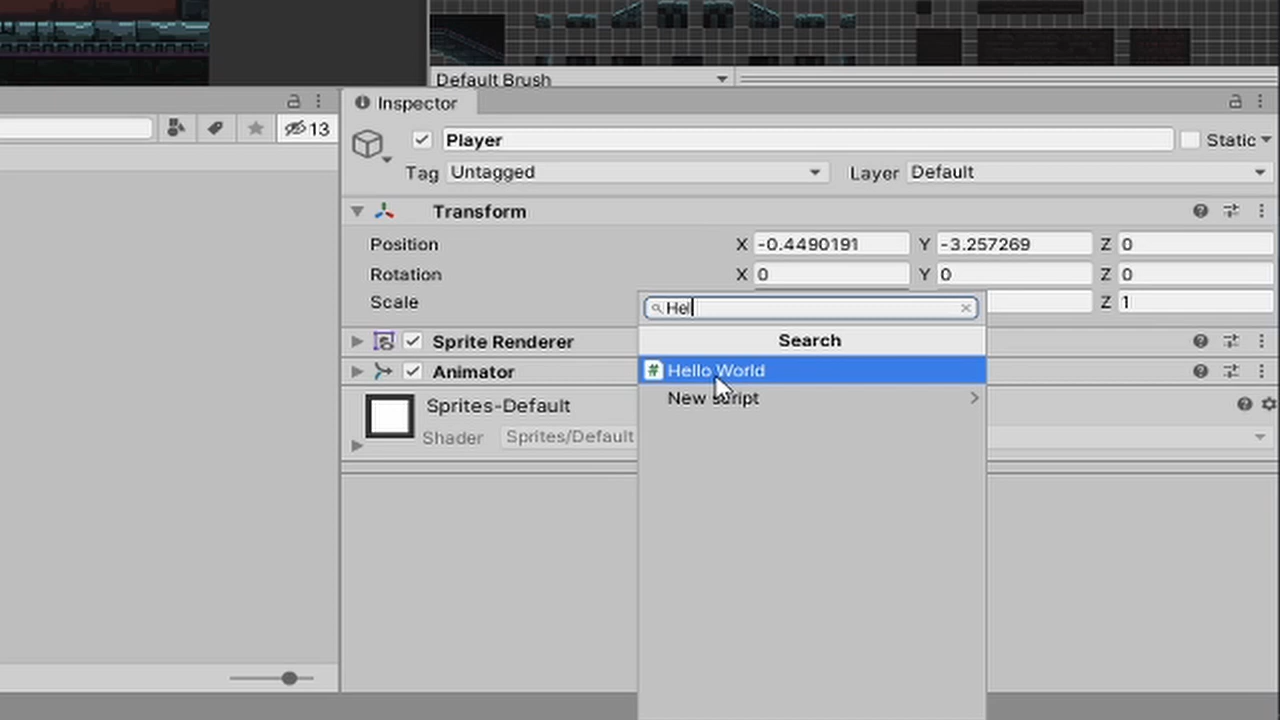 Default Brush
Inspector
13
Player
Static
Tag Untagged Layer Default
Transform
Position X -0.4490191 Y -3.257269 Z 0
Rotation X 0 Y 0 Z 0
Scale Z 1
Hel
Search
Sprite Renderer
Hello World
Animator
New script
Sprites-Default
Shader Sprites/Default